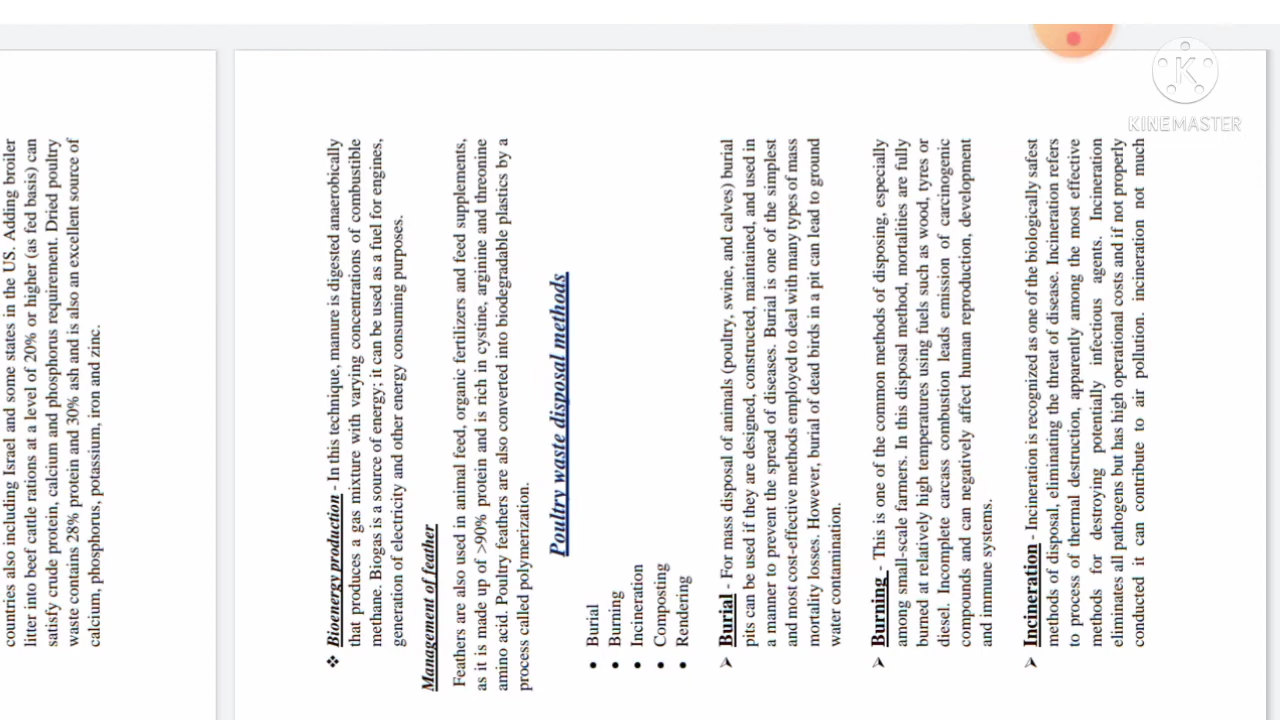 countries also including Israel and some states in the US. Adding broiler
litter into beef cattle rations at a level of 20% or higher (as fed basis) can
satisfy crude protein, calcium and phosphorus requirement. Dried poultry
waste contains 28% protein and 30% ash and is also an excellent source of
calcium, phosphorus, potassium, iron and zinc.
❖ Bioenergy production - In this technique, manure is digested anaerobically
that produces a gas mixture with varying concentrations of combustible
methane. Biogas is a source of energy; it can be used as a fuel for engines,
generation of electricity and other energy consuming purposes.
Management of feather
Feathers are also used in animal feed, organic fertilizers and feed supplements,
as it is made up of >90% protein and is rich in cystine, arginine and threonine
amino acid. Poultry feathers are also converted into biodegradable plastics by a
process called polymerization.
Poultry waste disposal methods
• Burial
• Burning
• Incineration
• Composting
• Rendering
➤ Burial - For mass disposal of animals (poultry, swine, and calves) burial
pits can be used if they are designed, constructed, maintained, and used in
a manner to prevent the spread of diseases. Burial is one of the simplest
and most cost-effective methods employed to deal with many types of mass
mortality losses. However, burial of dead birds in a pit can lead to ground
water contamination.
➤ Burning - This is one of the common methods of disposing, especially
among small-scale farmers. In this disposal method, mortalities are fully
burned at relatively high temperatures using fuels such as wood, tyres or
diesel. Incomplete carcass combustion leads emission of carcinogenic
compounds and can negatively affect human reproduction, development
and immune systems.
➤ Incineration - Incineration is recognized as one of the biologically safest
methods of disposal, eliminating the threat of disease. Incineration refers
to process of thermal destruction, apparently among the most effective
methods for destroying potentially infectious agents. Incineration
eliminates all pathogens but has high operational costs and if not properly
conducted it can contribute to air pollution. incineration not much
K
KINEMASTER